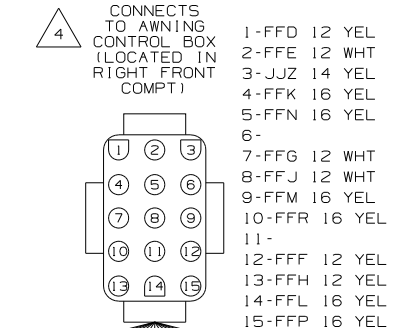 4
CONNECTS
TO AWNING
CONTROL BOX
(LOCATED IN
RIGHT FRONT
COMPT)
1-FFD 12 YEL
2-FFE 12 WHT
3-JJZ 14 YEL
4-FFK 16 YEL
5-FFN 16 YEL
6-
7-FFG 12 WHT
8-FFJ 12 WHT
9-FFM 16 YEL
10-FFR 16 YEL
11-
12-FFF 12 YEL
13-FFH 12 YEL
14-FFL 16 YEL
15-FFP 16 YEL
1 2 3
4 5 6
7 8 9
10 11 12
13 14 15